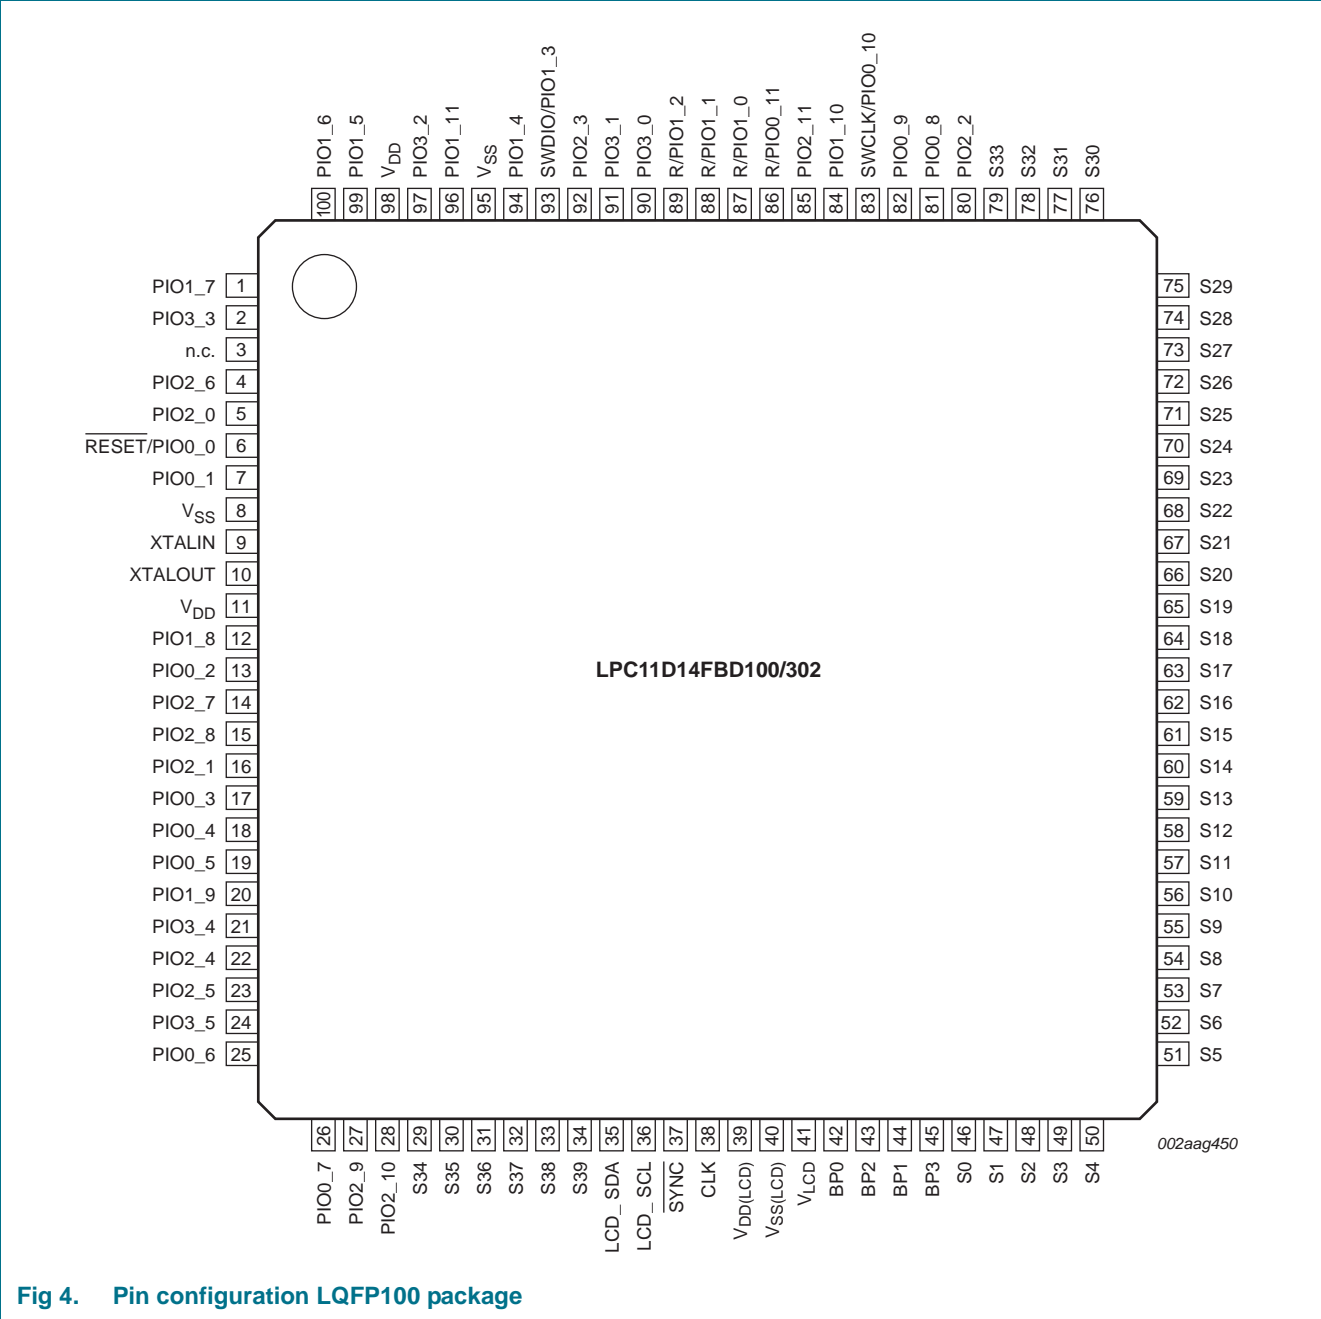 PIO1_6
PIO1_5
VDD
PIO3_2
PIO1_11
VSS
PIO1_4
SWDIO/PIO1_3
PIO2_3
PIO3_1
PIO3_0
R/PIO1_2
R/PIO1_1
R/PIO1_0
R/PIO0_11
PIO2_11
PIO1_10
SWCLK/PIO0_10
PIO0_9
PIO0_8
PIO2_2
S33
S32
S31
S30
100
99
98
97
96
95
94
93
92
91
90
89
88
87
86
85
84
83
82
81
80
79
78
77
76
PIO1_7 1
PIO3_3 2
n.c. 3
PIO2_6 4
PIO2_0 5
RESET/PIO0_0 6
PIO0_1 7
VSS 8
XTALIN 9
XTALOUT 10
VDD 11
PIO1_8 12
PIO0_2 13
PIO2_7 14
PIO2_8 15
PIO2_1 16
PIO0_3 17
PIO0_4 18
PIO0_5 19
PIO1_9 20
PIO3_4 21
PIO2_4 22
PIO2_5 23
PIO3_5 24
PIO0_6 25
LPC11D14FBD100/302
75 S29
74 S28
73 S27
72 S26
71 S25
70 S24
69 S23
68 S22
67 S21
66 S20
65 S19
64 S18
63 S17
62 S16
61 S15
60 S14
59 S13
58 S12
57 S11
56 S10
55 S9
54 S8
53 S7
52 S6
51 S5
26
27
28
29
30
31
32
33
34
35
36
37
38
39
40
41
42
43
44
45
46
47
48
49
50
PIO0_7
PIO2_9
PIO2_10
S34
S35
S36
S37
S38
S39
LCD_SDA
LCD_SCL
SYNC
CLK
VDD(LCD)
VSS(LCD)
VLCD
BP0
BP2
BP1
BP3
S0
S1
S2
S3
S4
002aag450
Fig 4. Pin configuration LQFP100 package